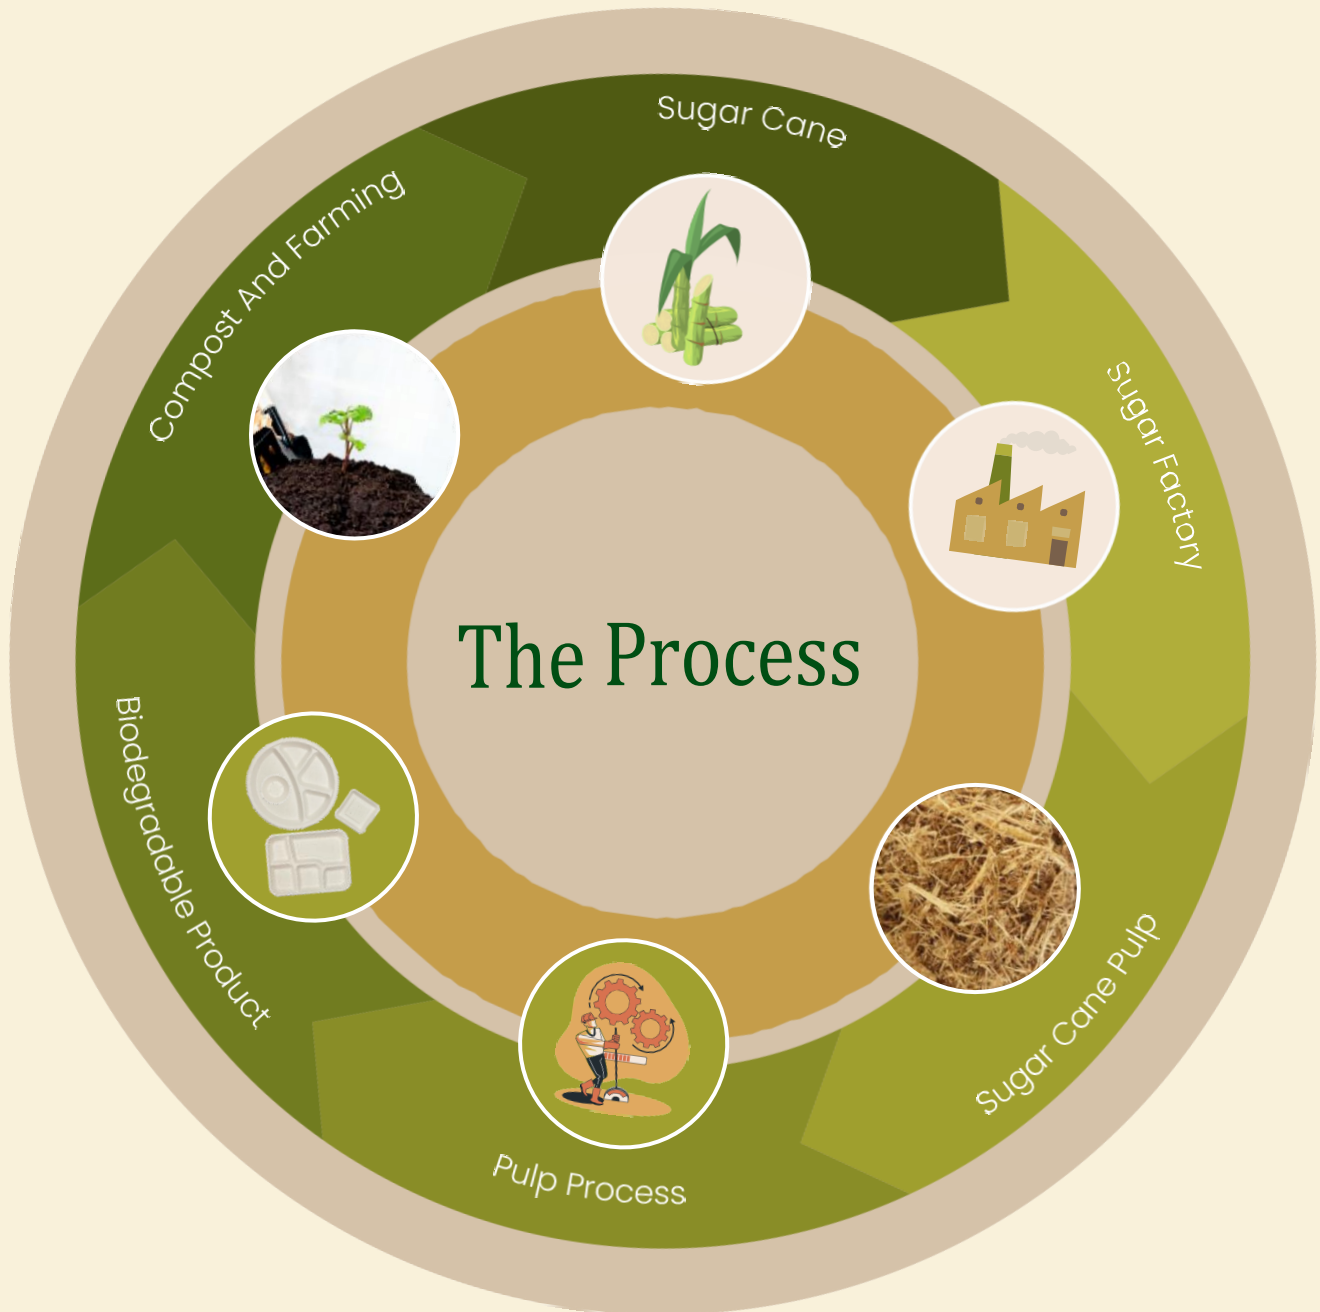 Sugar Cane
Sugar Factory
Sugar Cane Pulp
Pulp Process
Biodegradable Product
Compost And Farming
The Process